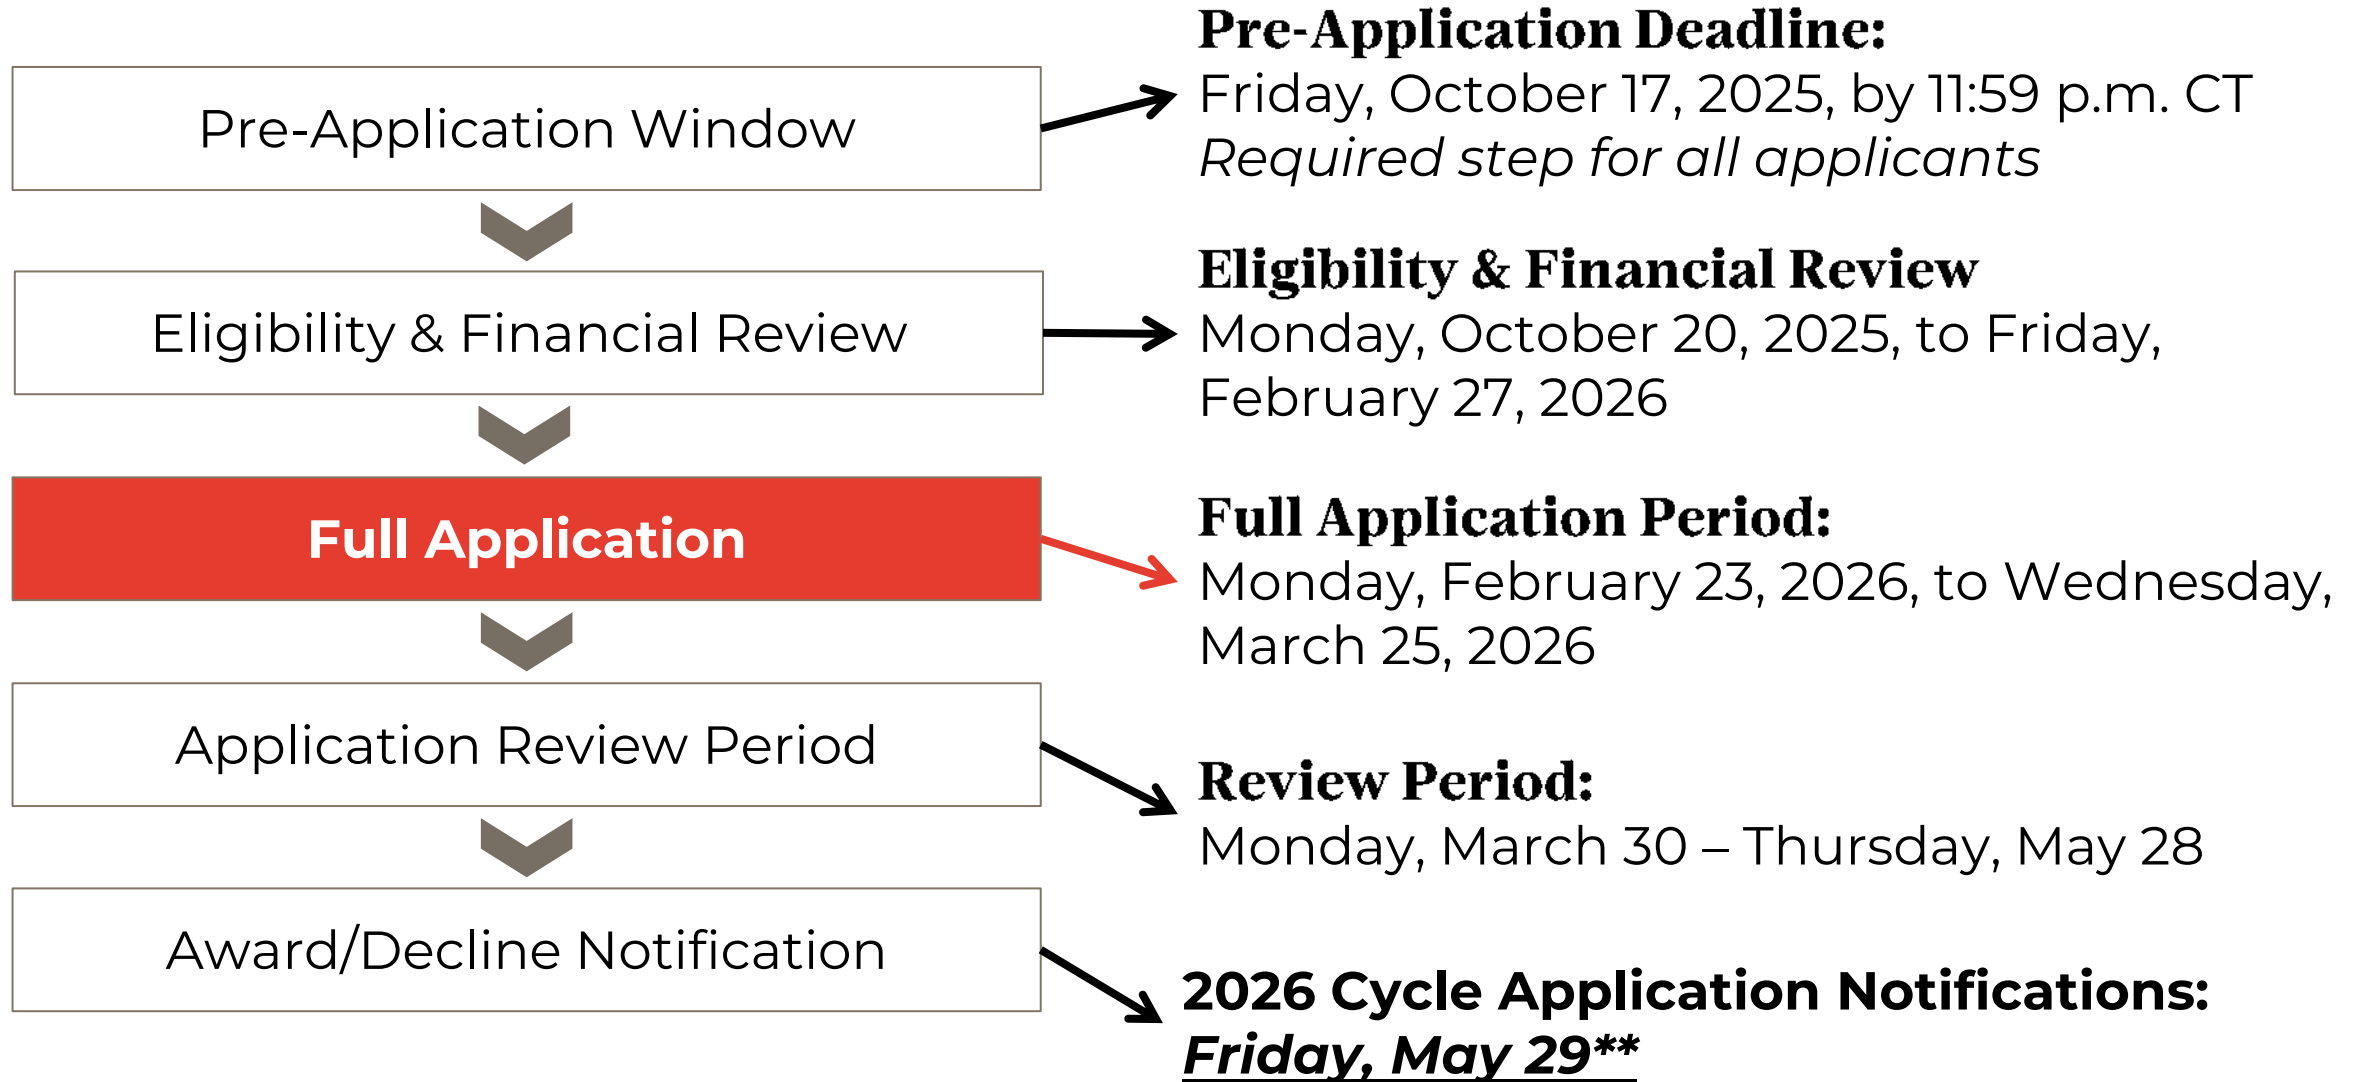 Pre-Application Window
Pre-Application Deadline:
Friday, October 17, 2025, by 11:59 p.m. CT
Required step for all applicants
Eligibility & Financial Review
Eligibility & Financial Review
Monday, October 20, 2025, to Friday,
February 27, 2026
Full Application
Full Application Period:
Monday, February 23, 2026, to Wednesday,
March 25, 2026
Application Review Period
Review Period:
Monday, March 30 – Thursday, May 28
Award/Decline Notification
2026 Cycle Application Notifications:
Friday, May 29**